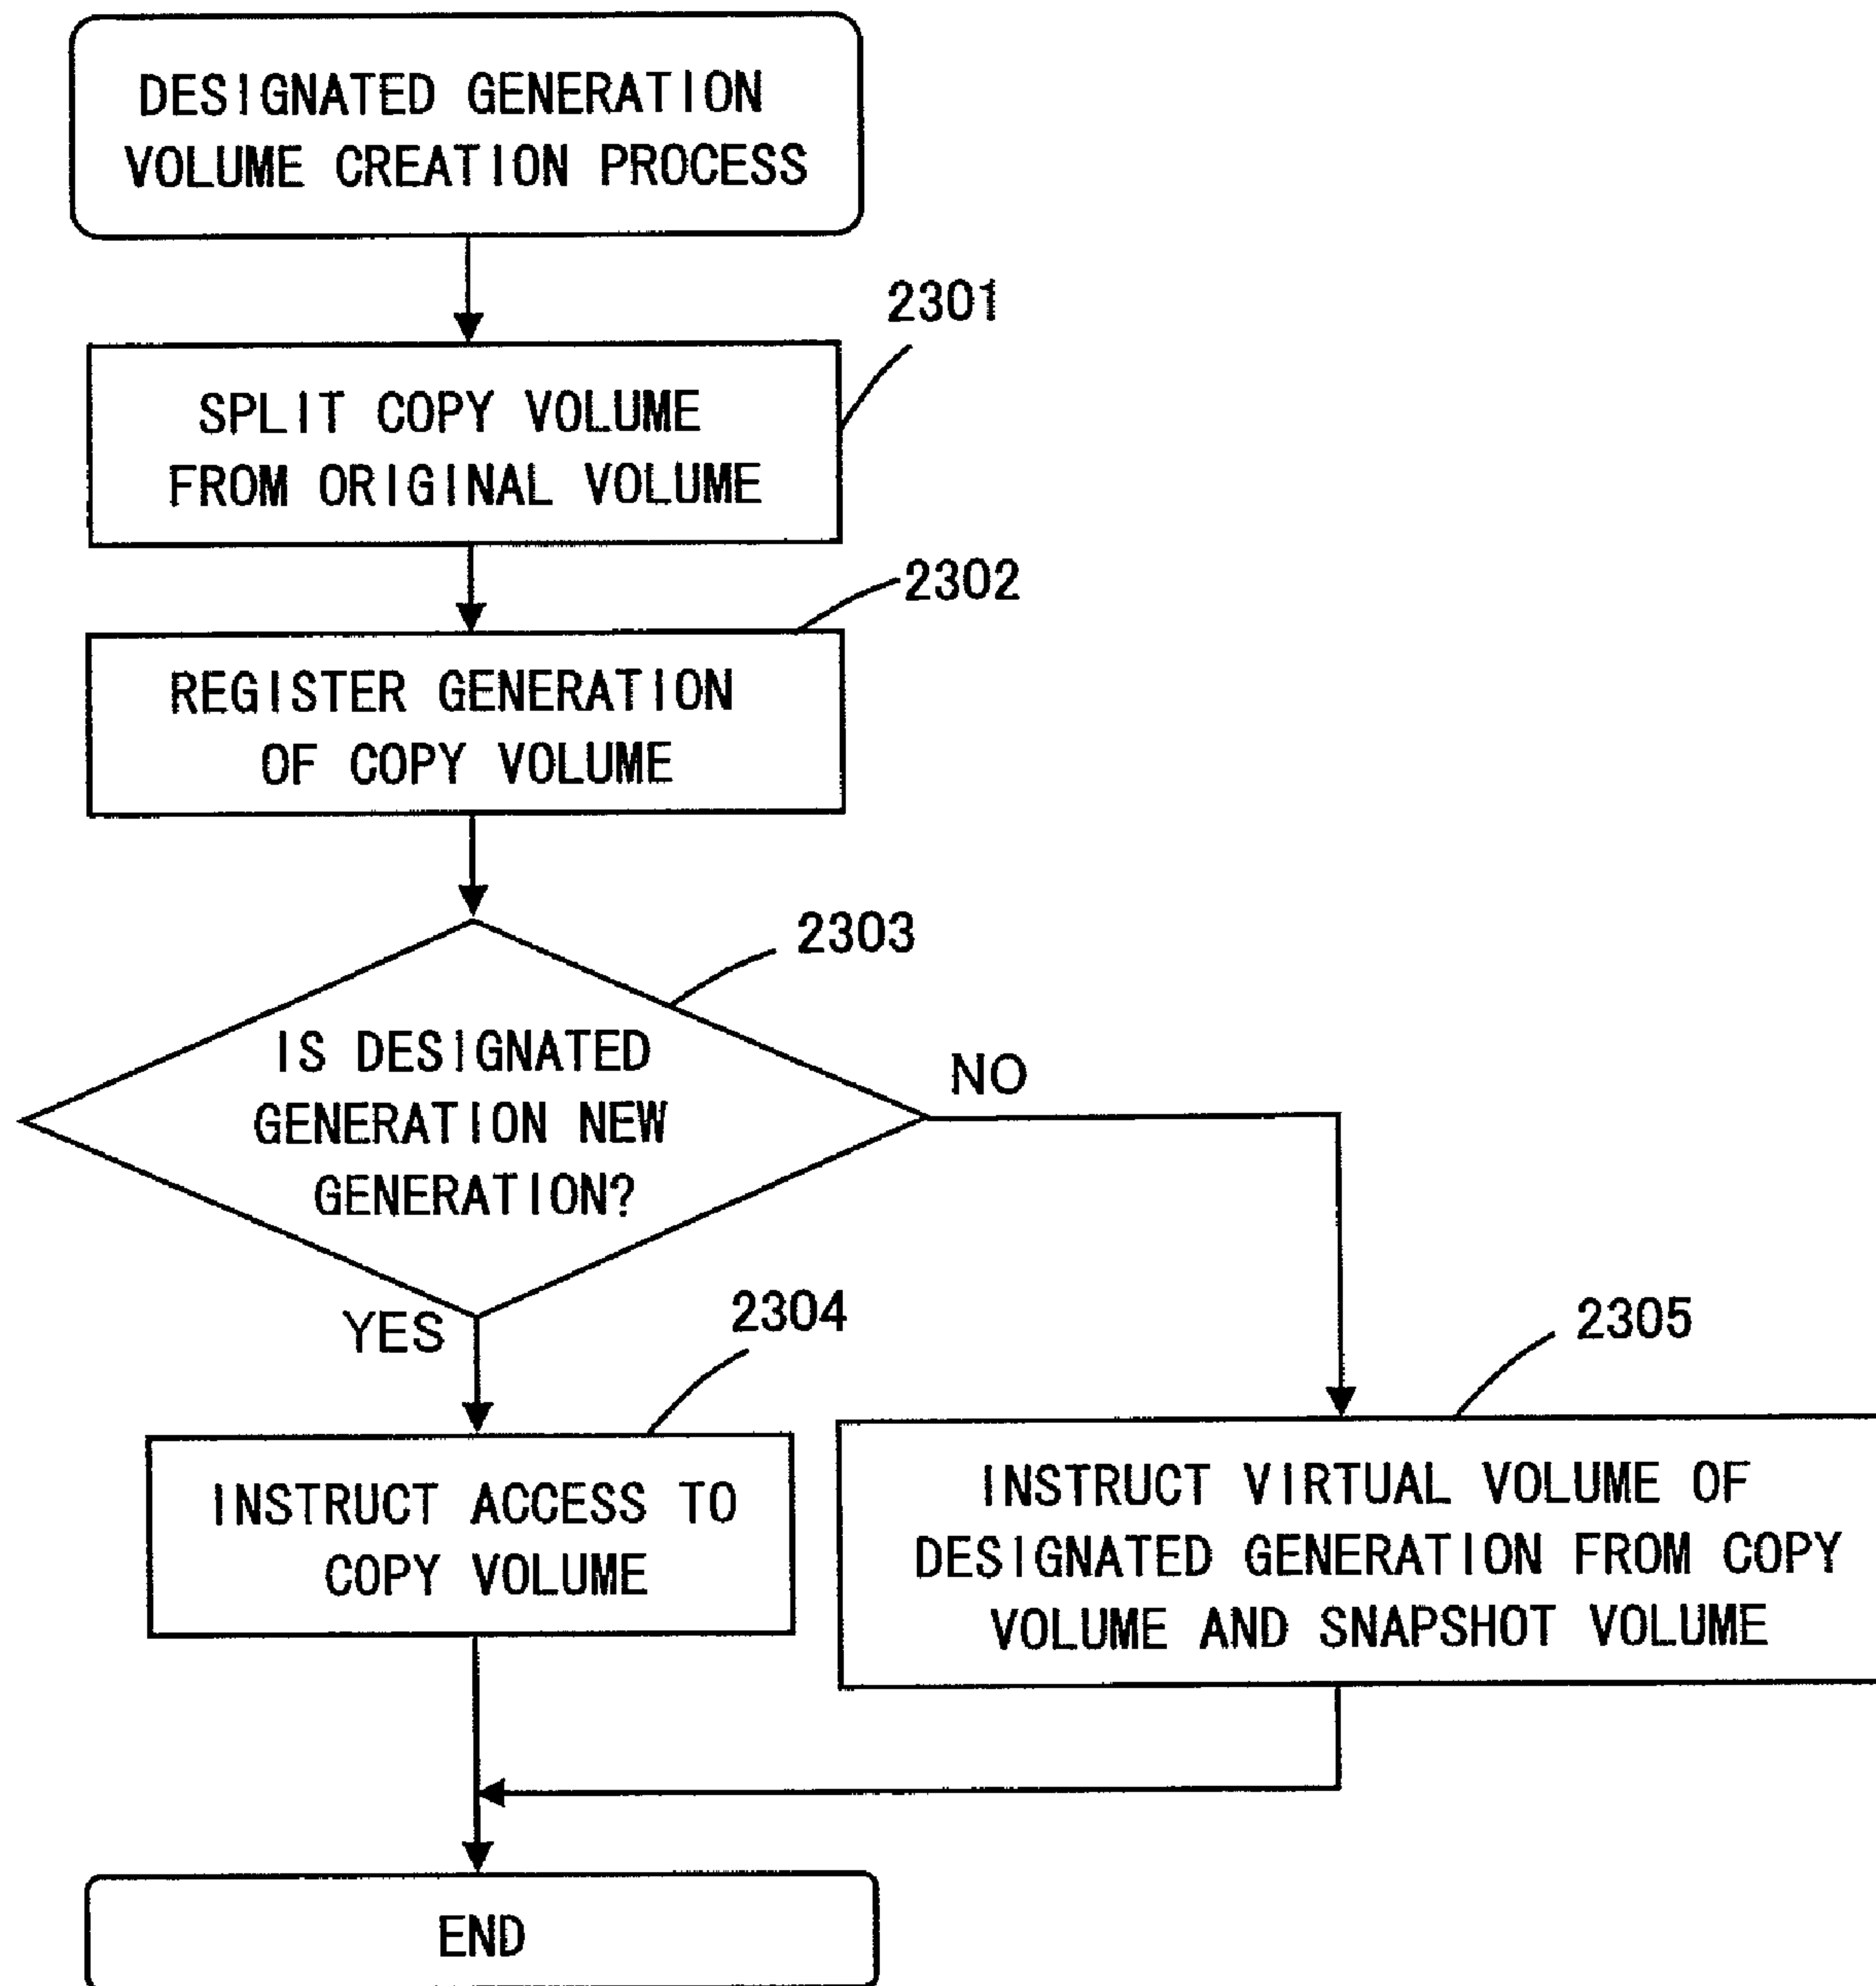 DESIGNATED GENERATION
VOLUME CREATION PROCESS
2301
SPLIT COPY VOLUME
FROM ORIGINAL VOLUME
2302
REGISTER GENERATION
OF COPY VOLUME
2303
IS DESIGNATED
GENERATION NEW
GENERATION?
NO
YES
2304
INSTRUCT ACCESS TO
COPY VOLUME
2305
INSTRUCT VIRTUAL VOLUME OF
DESIGNATED GENERATION FROM COPY
VOLUME AND SNAPSHOT VOLUME
END